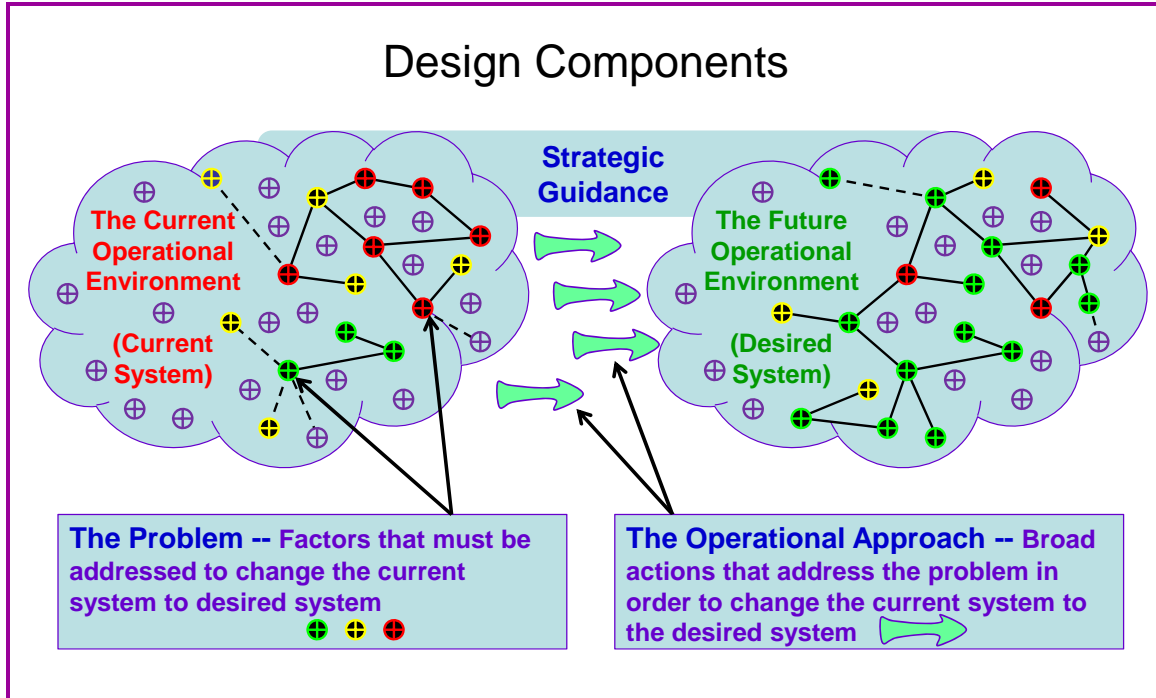 Design Components
Strategic
Guidance
The Current
Operational
Environment
(Current
System)
The Future
Operational
Environment
(Desired
System)
The Problem -- Factors that must be
addressed to change the current
system to desired system
The Operational Approach -- Broad
actions that address the problem in
order to change the current system to
the desired system